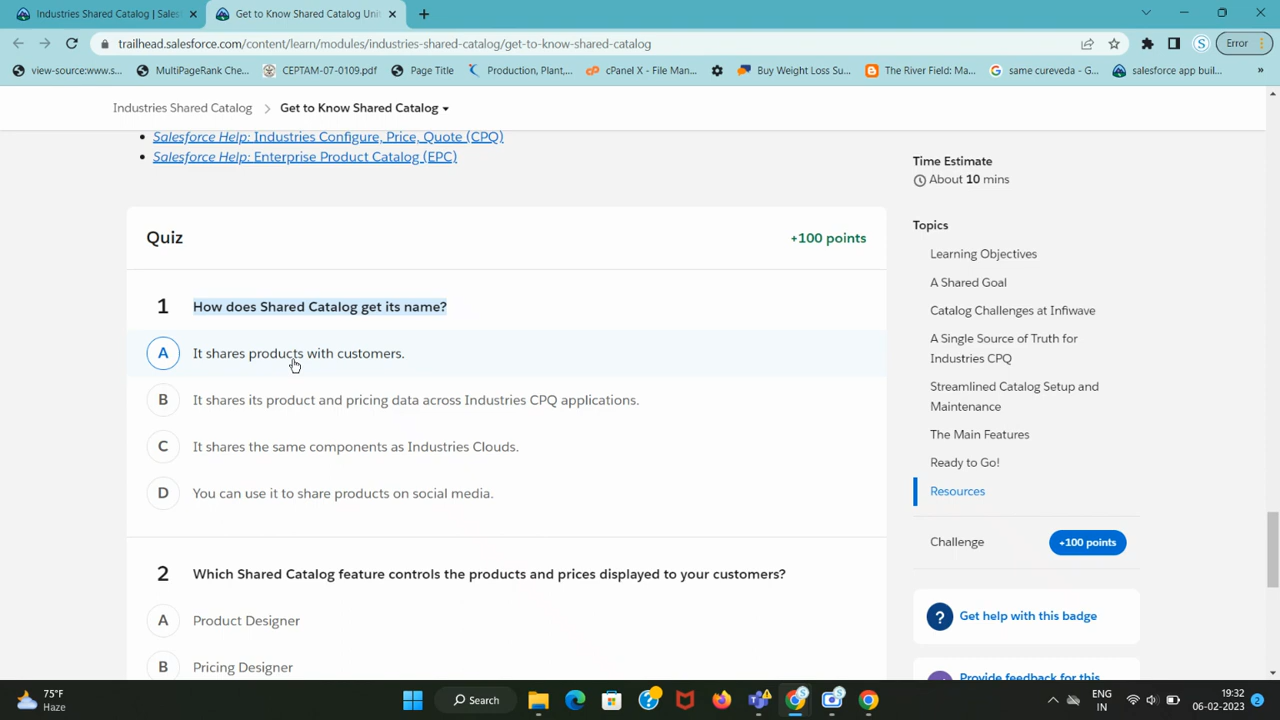 Industries Shared Catalog | Sales
Get to Know Shared Catalog Uni
trailhead.salesforce.com/content/learn/modules/industries-shared-catalog/get-to-know-shared-catalog
Error
view-source:www.s...
MultiPageRank Che...
CEPTAM-07-0109.pdf
Page Title
Production, Plant,...
cPanel X - File Man...
Buy Weight Loss Su...
The River Field: Ma...
same cureveda - G...
salesforce app buil...
»
Industries Shared Catalog > Get to Know Shared Catalog
• Salesforce Help: Industries Configure, Price, Quote (CPQ)
• Salesforce Help: Enterprise Product Catalog (EPC)
Quiz
+100 points
1 How does Shared Catalog get its name?
A It shares products with customers.
B It shares its product and pricing data across Industries CPQ applications.
C It shares the same components as Industries Clouds.
D You can use it to share products on social media.
2 Which Shared Catalog feature controls the products and prices displayed to your customers?
A Product Designer
B Pricing Designer
Time Estimate
About 10 mins
Topics
Learning Objectives
A Shared Goal
Catalog Challenges at Infiwave
A Single Source of Truth for
Industries CPQ
Streamlined Catalog Setup and
Maintenance
The Main Features
Ready to Go!
Resources
Challenge
+100 points
? Get help with this badge
Provide feedback for this
75°F
Haze
Search
ENG
IN
19:32
06-02-2023
2